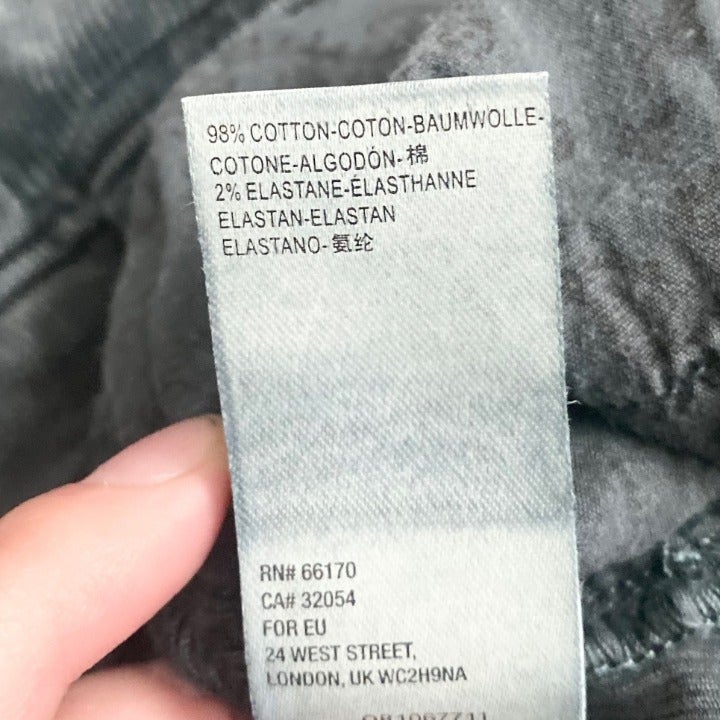 98% COTTON-COTON-BAUMWOLLE-
COTONE-ALGODÓN-棉
2% ELASTANE-ÉLASTHANNE
ELASTAN-ELASTAN
ELASTANO-氨纶
RN# 66170
CA# 32054
FOR EU
24 WEST STREET,
LONDON, UK WC2H9NA